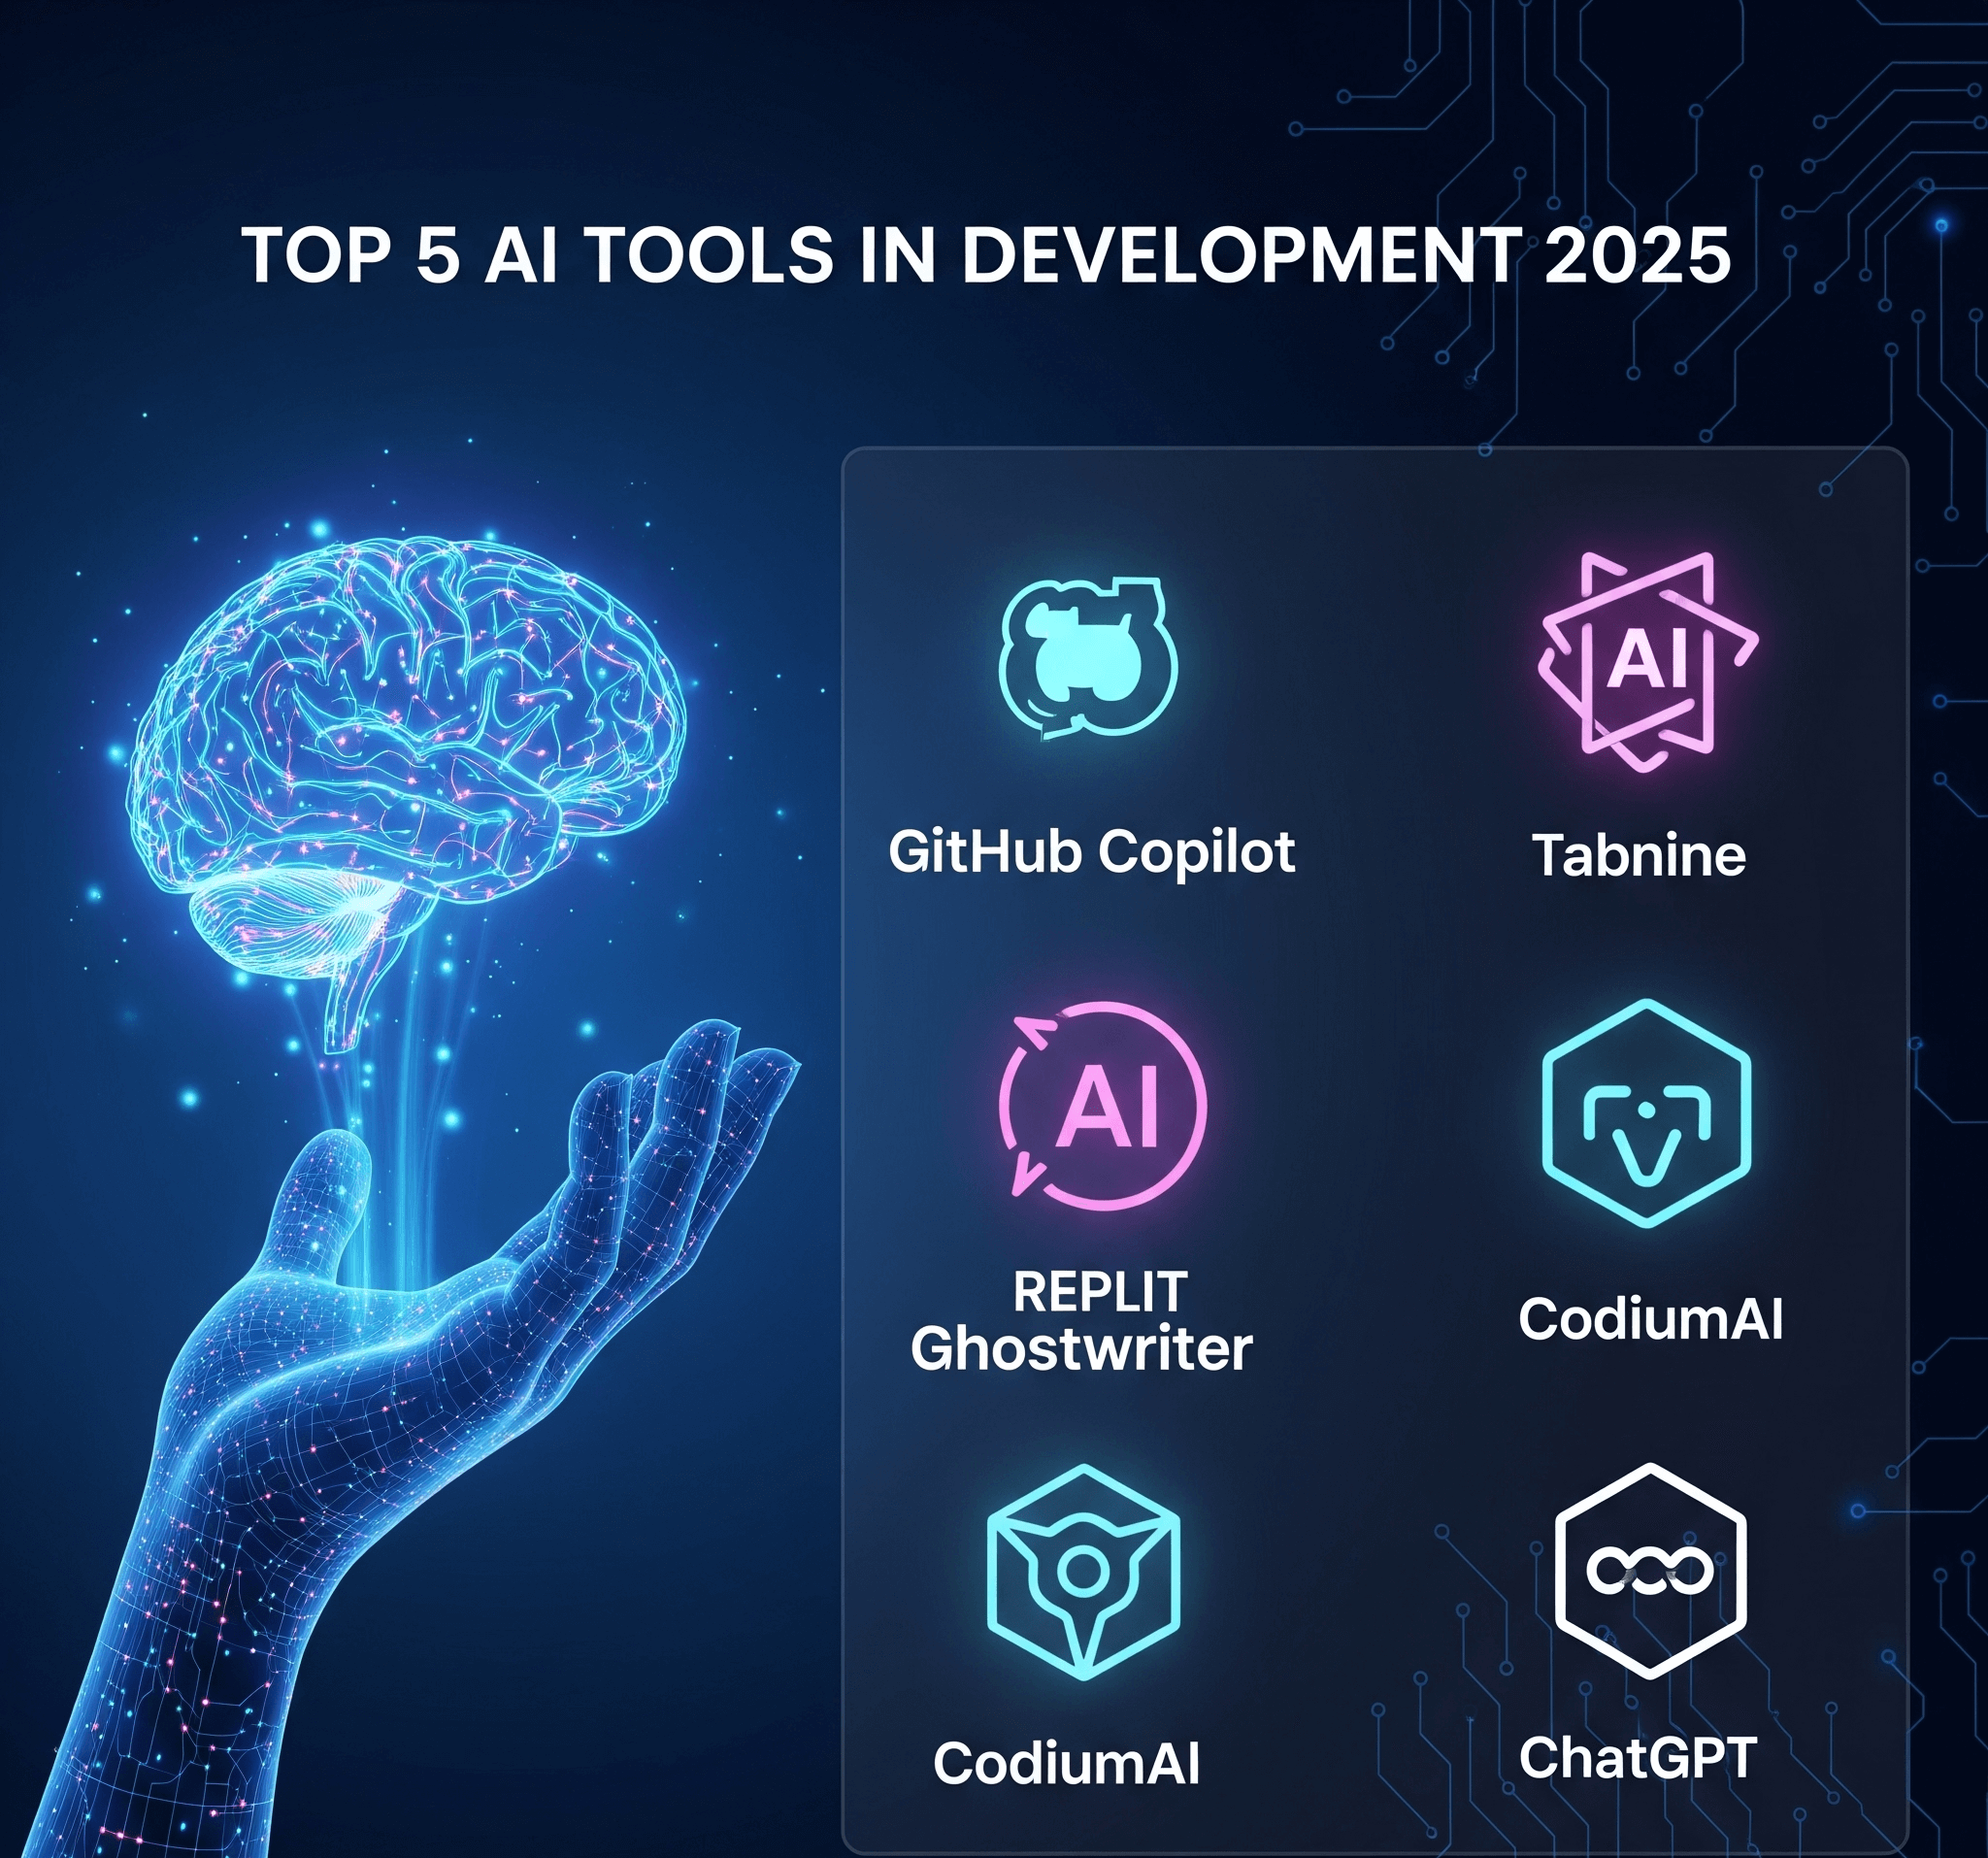 TOP 5 AI TOOLS IN DEVELOPMENT 2025
AI
GitHub Copilot
Tabnine
AI
REPLIT
Ghostwriter
CodiumAI
CodiumAI
ChatGPT